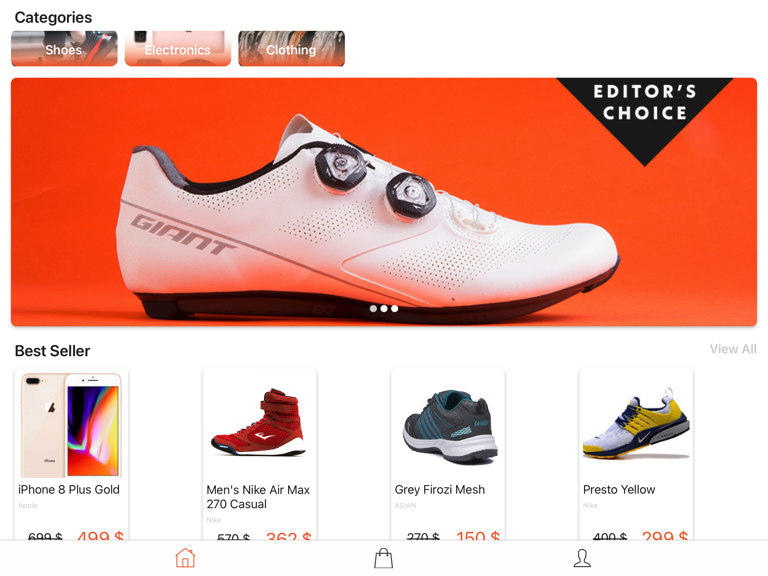 Categories
Shoes
Electronics
Clothing
EDITOR'S
CHOICE
GIANT
Best Seller
View All
iPhone 8 Plus Gold
Apple
699 $ 499 $
Men's Nike Air Max
270 Casual
Nike
570 $ 362 $
Grey Firozi Mesh
ASIAN
270 $ 150 $
Presto Yellow
Nike
400 $ 299 $